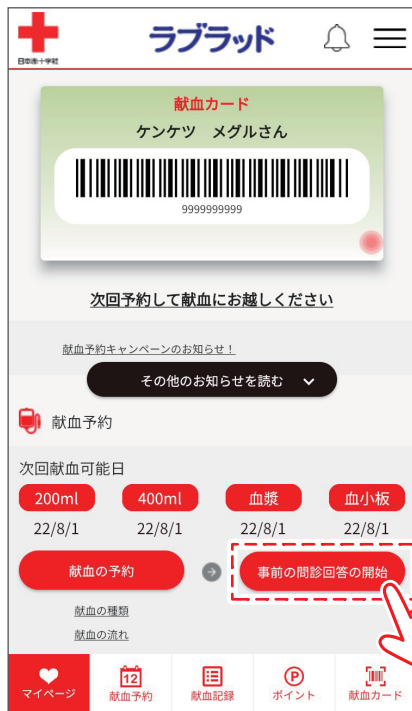 日本赤十字社
ラブラッド
献血カード
ケンケツ　メグルさん
9999999999
次回予約して献血にお越しください
献血予約キャンペーンのお知らせ！
その他のお知らせを読む
献血予約
次回献血可能日
200ml 400ml 血漿 血小板
22/8/1 22/8/1 22/8/1 22/8/1
献血の予約 事前の問診回答の開始
献血の種類
献血の流れ
12 P
マイページ 献血予約 献血記録 ポイント 献血カード